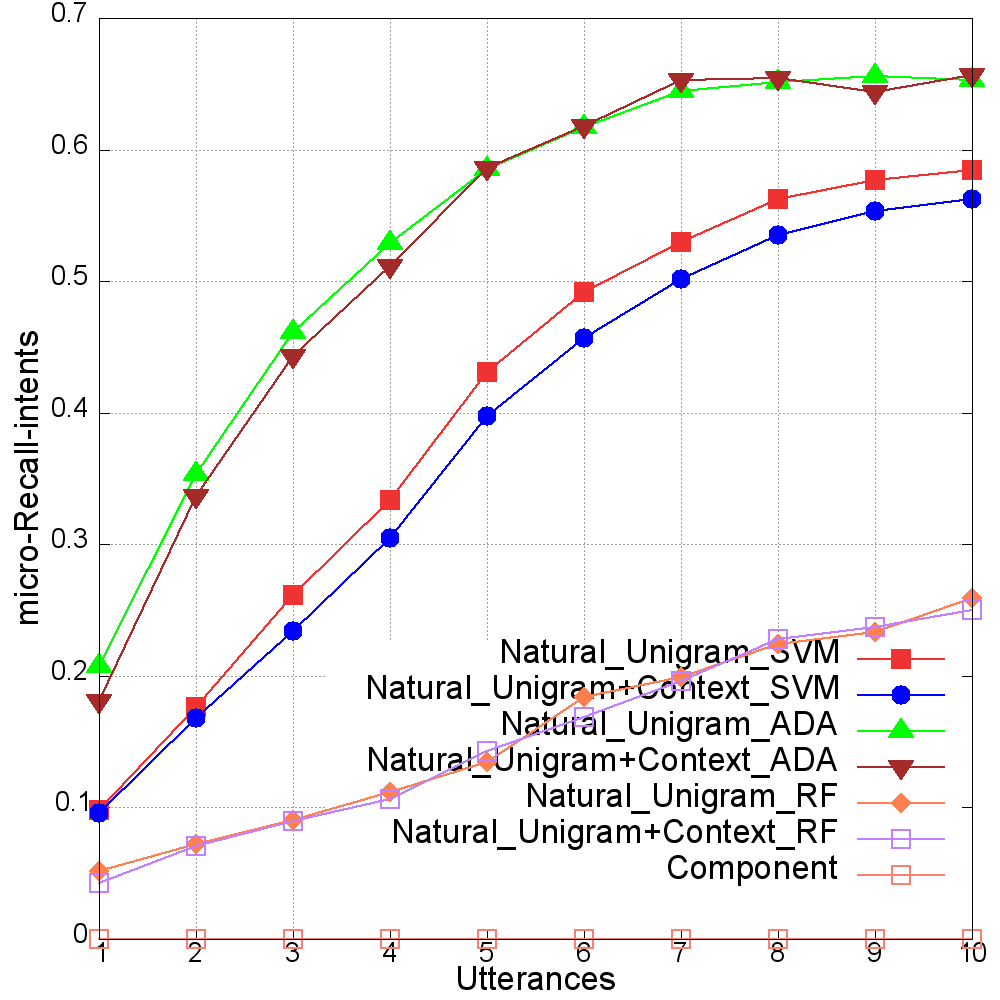 0.7
0.6
0.5
0.4
0.3
0.2
0.1
0
micro-Recall-intents
Natural_Unigram_SVM
Natural_Unigram+Context_SVM
Natural_Unigram_ADA
Natural_Unigram+Context_ADA
Natural_Unigram_RF
Natural_Unigram+Context_RF
Component
1 2 3 4 5 6 7 8 9 10
Utterances